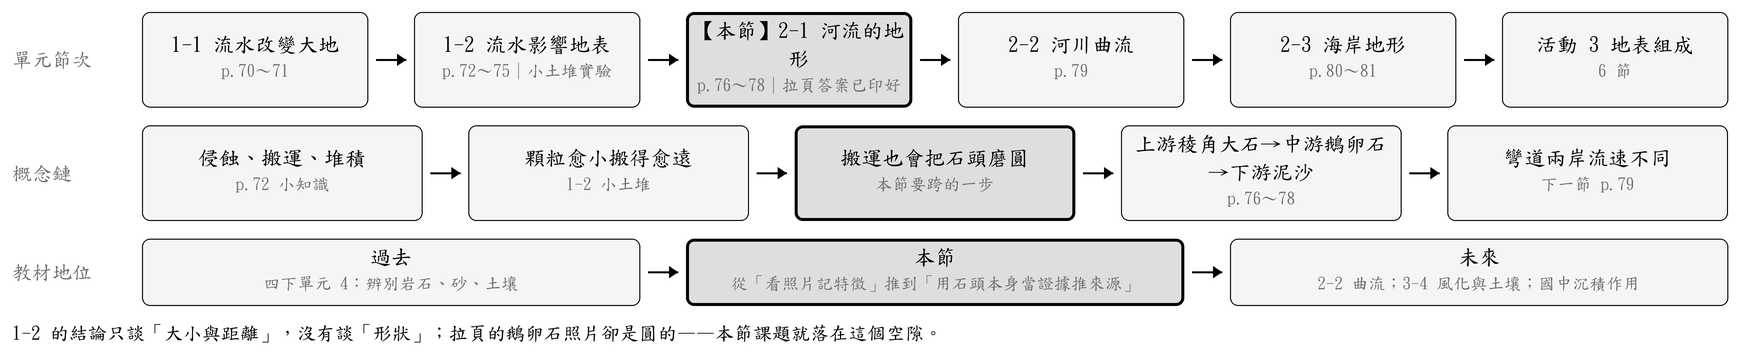 單元節次
1-1 流水改變大地
p.70～71
1-2 流水影響地表
p.72～75｜小土堆實驗
【本節】2-1 河流的地
形
p.76～78｜拉頁答案已印好
2-2 河川曲流
p.79
2-3 海岸地形
p.80～81
活動 3 地表組成
6 節
概念鏈
侵蝕、搬運、堆積
p.72 小知識
顆粒愈小搬得愈遠
1-2 小土堆
搬運也會把石頭磨圓
本節要跨的一步
上游稜角大石→中游鵝卵石
→下游泥沙
p.76～78
彎道兩岸流速不同
下一節 p.79
教材地位
過去
四下單元 4：辨別岩石、砂、土壤
本節
從「看照片記特徵」推到「用石頭本身當證據推來源」
未來
2-2 曲流；3-4 風化與土壤；國中沉積作用
1-2 的結論只談「大小與距離」，沒有談「形狀」；拉頁的鵝卵石照片卻是圓的——本節課題就落在這個空隙。